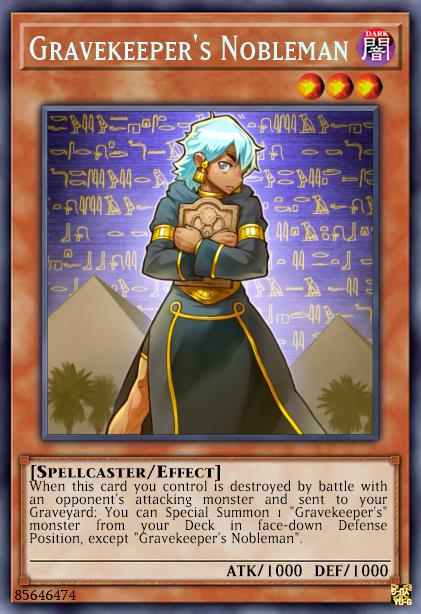 Gravekeeper's Nobleman
DARK
闇
[Spellcaster/Effect]
When this card you control is destroyed by battle with
an opponent's attacking monster and sent to your
Graveyard: You can Special Summon 1 "Gravekeeper's"
monster from your Deck in face-down Defense
Position, except "Gravekeeper's Nobleman".
ATK/1000 DEF/1000
85646474